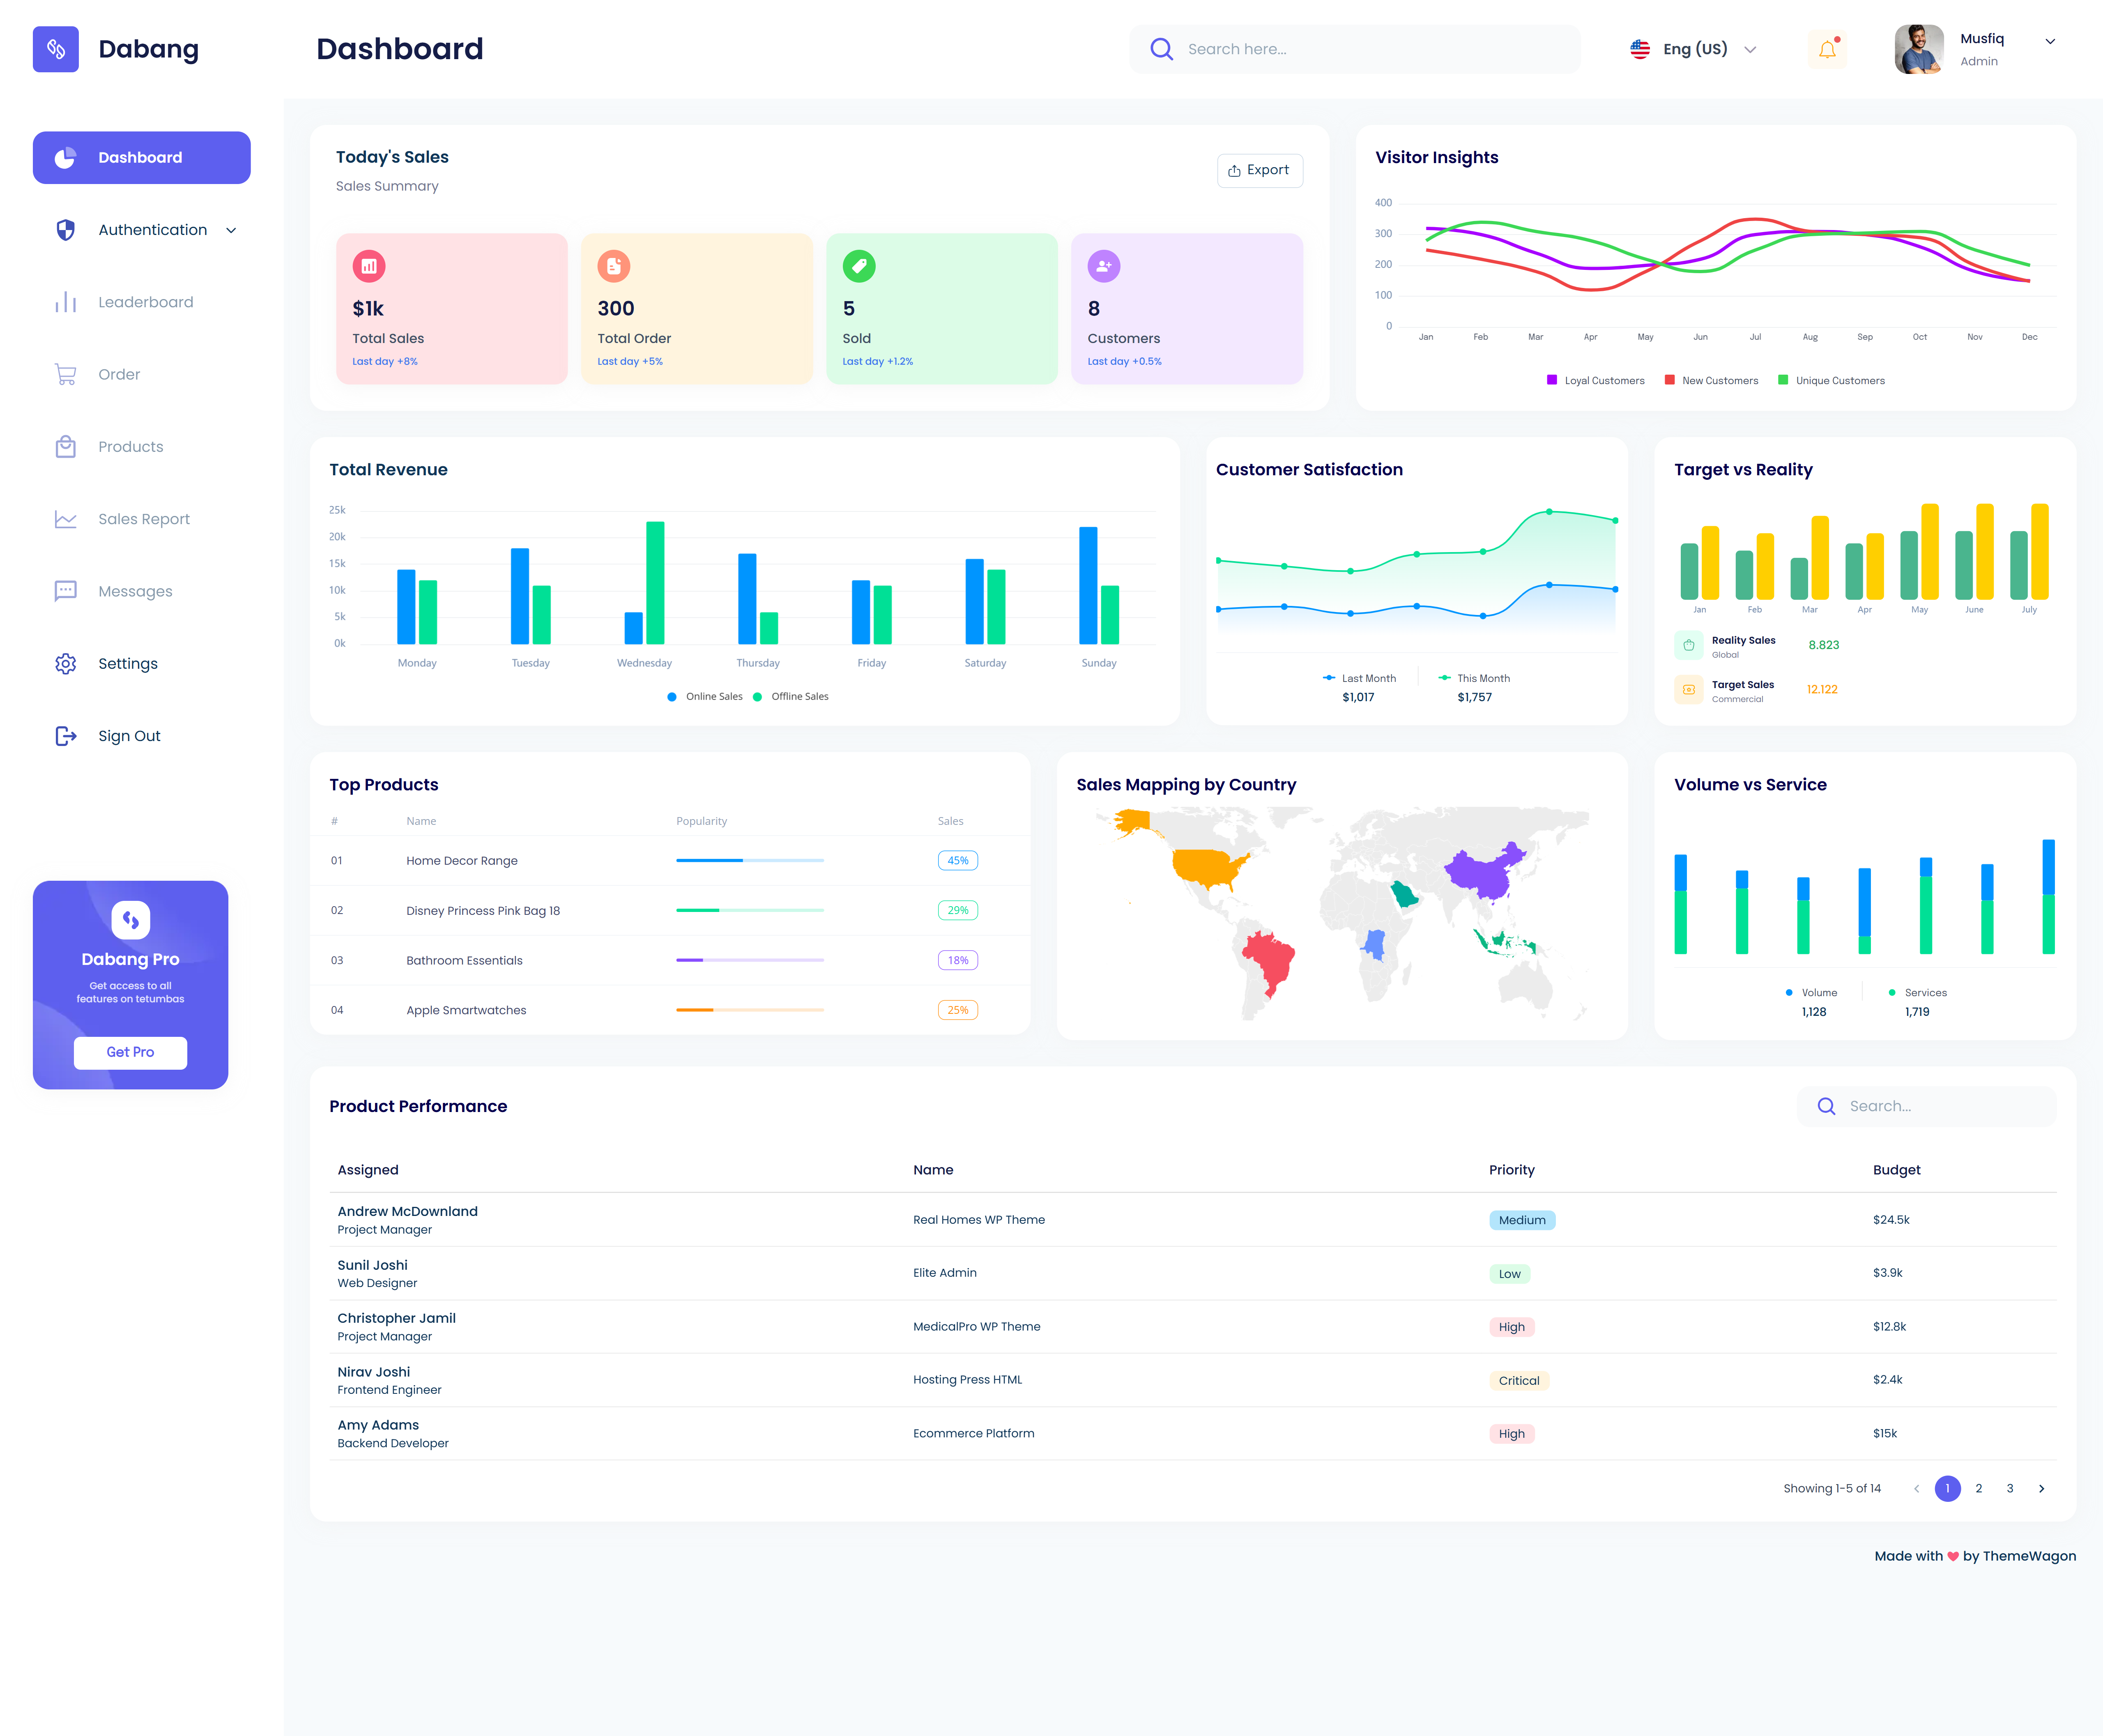 Dabang
Dashboard
Search here...
Eng (US)
Musfiq
Admin
Dashboard
Authentication
Leaderboard
Order
Products
Sales Report
Messages
Settings
Sign Out
Dabang Pro
Get access to all
features on tetumbas
Get Pro
Today's Sales
Sales Summary
Export
$1k
Total Sales
Last day +8%
300
Total Order
Last day +5%
5
Sold
Last day +1.2%
8
Customers
Last day +0.5%
Visitor Insights
400
300
200
100
0
Jan Feb Mar Apr May Jun Jul Aug Sep Oct Nov Dec
Loyal Customers New Customers Unique Customers
Total Revenue
25k
20k
15k
10k
5k
0k
Monday Tuesday Wednesday Thursday Friday Saturday Sunday
Online Sales Offline Sales
Customer Satisfaction
Last Month This Month
$1,017 $1,757
Target vs Reality
Jan Feb Mar Apr May June July
Reality Sales
Global
8.823
Target Sales
Commercial
12.122
Top Products
# Name Popularity Sales
01 Home Decor Range 45%
02 Disney Princess Pink Bag 18 29%
03 Bathroom Essentials 18%
04 Apple Smartwatches 25%
Sales Mapping by Country
Volume vs Service
Volume Services
1,128 1,719
Product Performance
Search...
Assigned Name Priority Budget
Andrew McDownland
Project Manager
Real Homes WP Theme Medium $24.5k
Sunil Joshi
Web Designer
Elite Admin Low $3.9k
Christopher Jamil
Project Manager
MedicalPro WP Theme High $12.8k
Nirav Joshi
Frontend Engineer
Hosting Press HTML Critical $2.4k
Amy Adams
Backend Developer
Ecommerce Platform High $15k
Showing 1-5 of 14 1 2 3
Made with ❤ by ThemeWagon